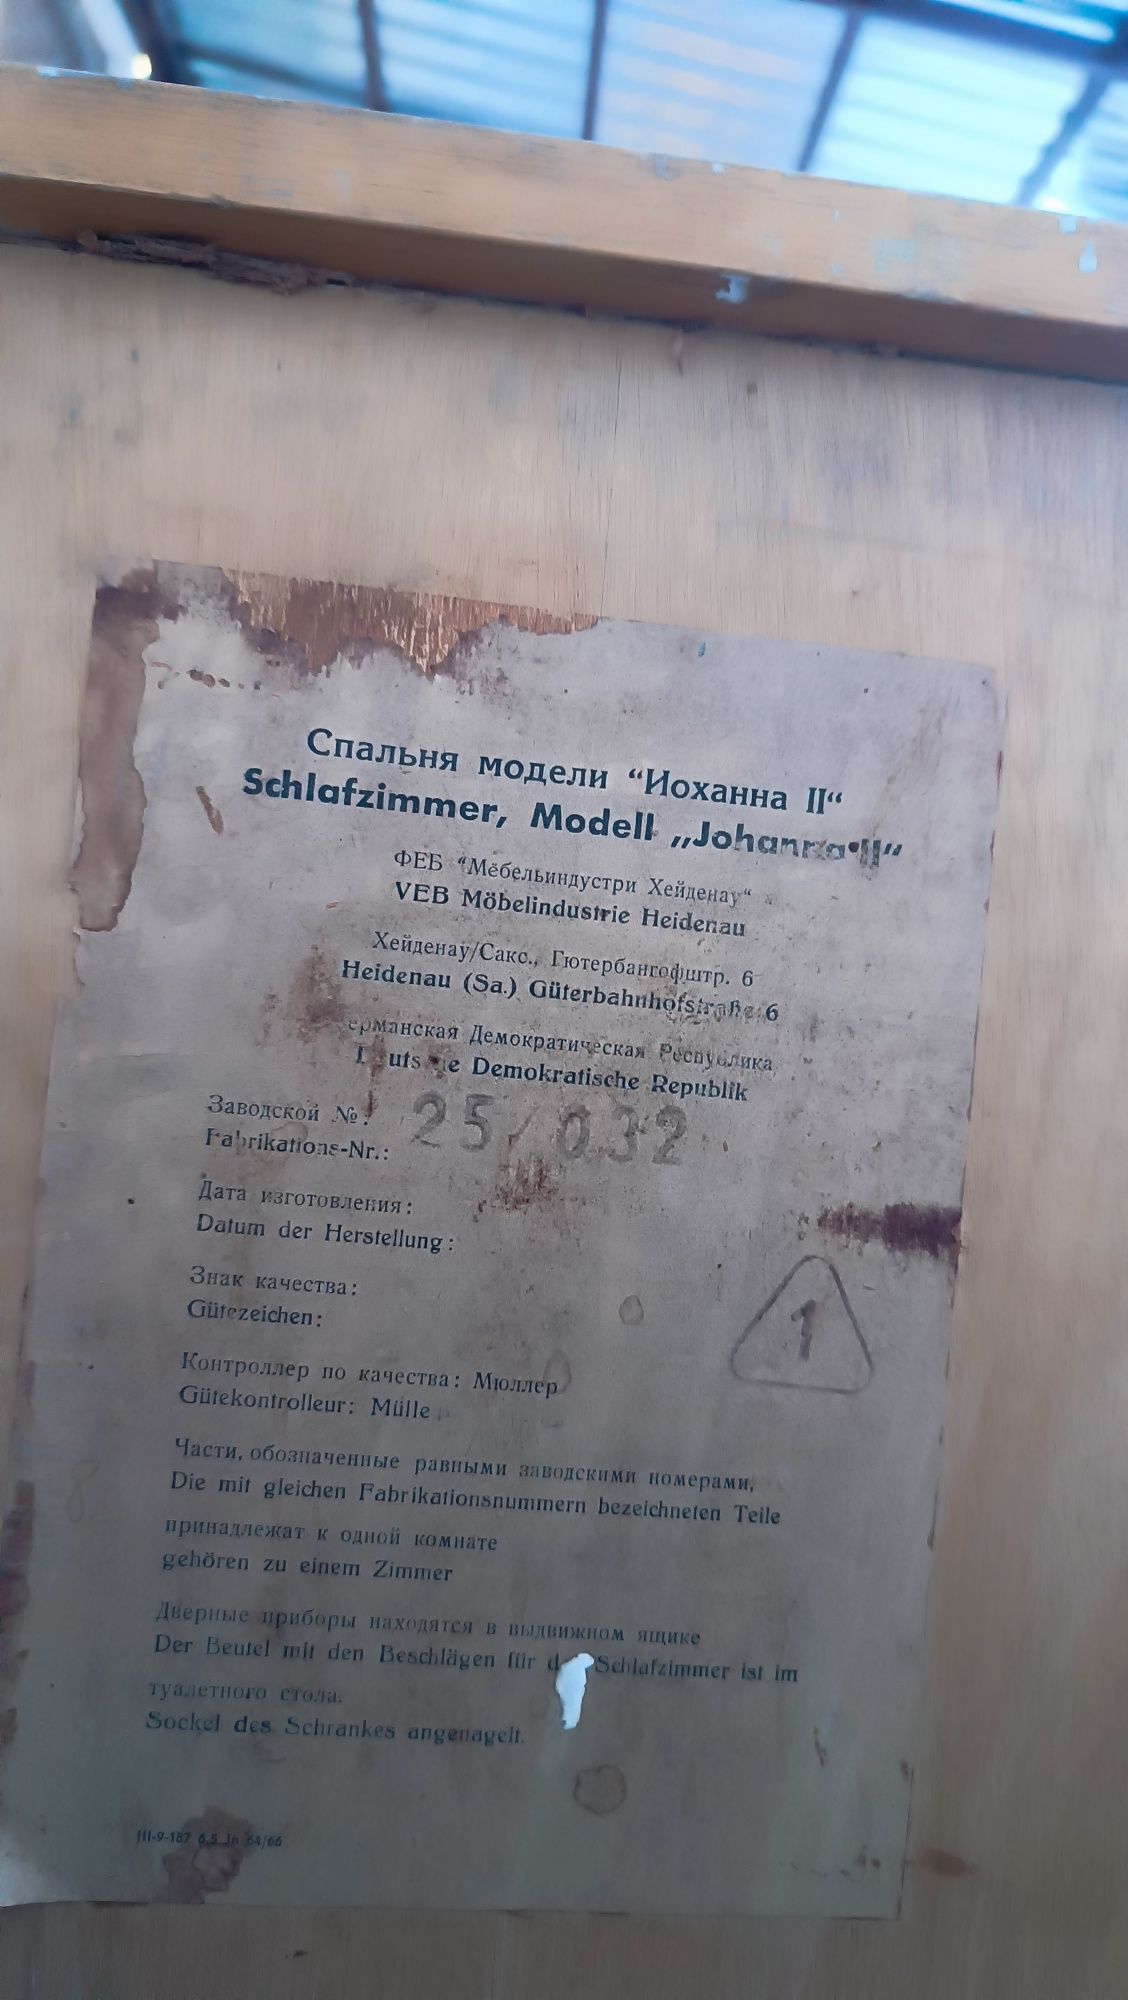 Спальня модели “Иоханна II“
Schlafzimmer, Modell „Johanna II”
ФЕБ “Мёбельиндустри Хейденау“
VEB Möbelindustrie Heidenau
Хейденау/Сакс., Гютербангофштр. 6
Heidenau (Sa.) Güterbahnhofstraße 6
ерманская Демократическая Республика
Deutsche Demokratische Republik
Заводской №:
25/032
Fabrikations-Nr.:
Дата изготовления:
Datum der Herstellung:
Знак качества:
Gütezeichen:
1
Контроллер по качества: Мюллер
Gütekontrolleur: Mülle
Части, обозначенные равными заводскими номерами,
Die mit gleichen Fabrikationsnummern bezeichneten Teile
принадлежат к одной комнате
gehören zu einem Zimmer
Дверные приборы находятся в выдвижном ящике
Der Beutel mit den Beschlägen für Schlafzimmer ist im
туалетного стола.
Sockel des Schrankes angenagelt.
III-9-187 6,5 Jn 64/66